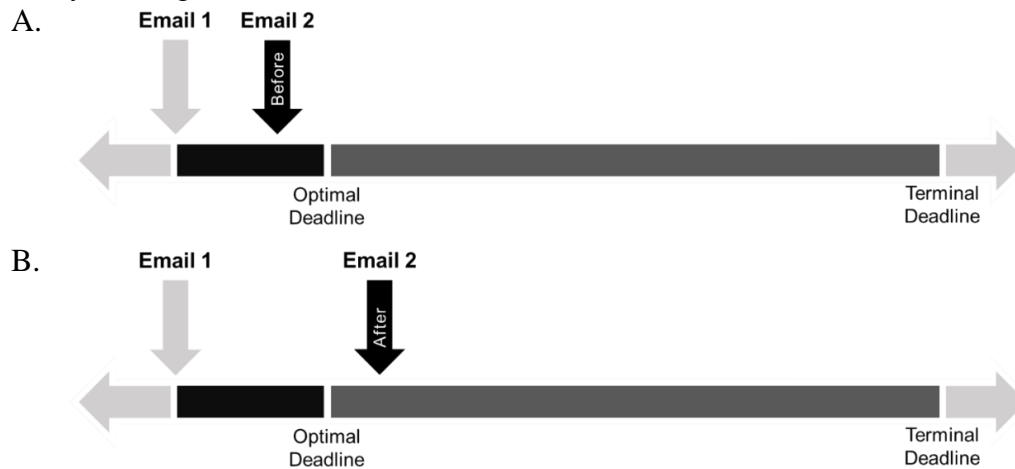 A.
Email 1 Email 2
Before
Optimal Terminal
Deadline Deadline
B.
Email 1 Email 2
After
Optimal Terminal
Deadline Deadline